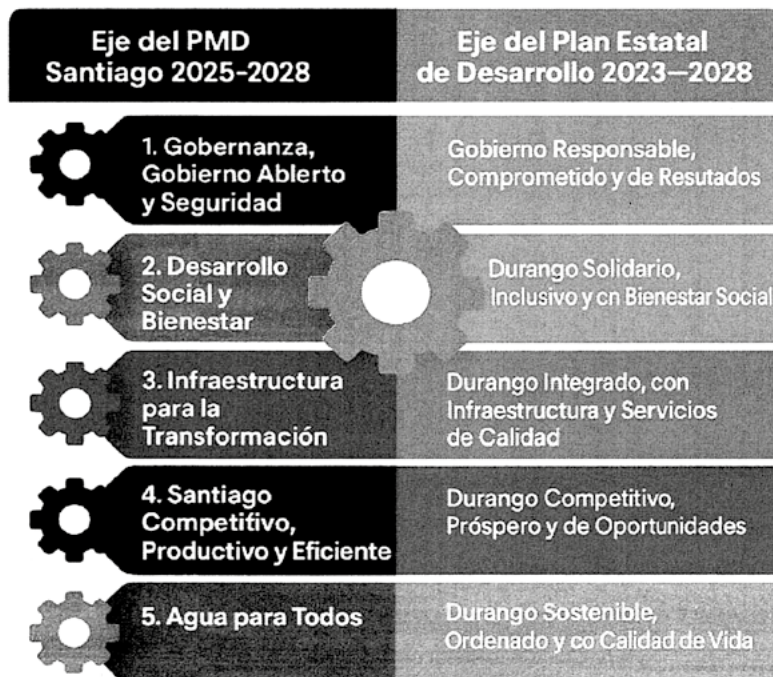 Eje del PMD
Santiago 2025-2028
Eje del Plan Estatal
de Desarrollo 2023—2028
1. Gobernanza,
Gobierno Ablerto
y Seguridad
Gobierno Responsable,
Comprometido y de Resutados
2. Desarrollo
Social y
Bienestar
Durango Solidario,
Inclusivo y cn Bienestar Social
3. Infraestructura
para la
Transformación
Durango Integrado, con
Infraestructura y Servicios
de Calidad
4. Santiago
Competitivo,
Productivo y Eficiente
Durango Competitivo,
Próspero y de Oportunidades
5. Agua para Todos
Durango Sostenible,
Ordenado y co Calidad de Vida